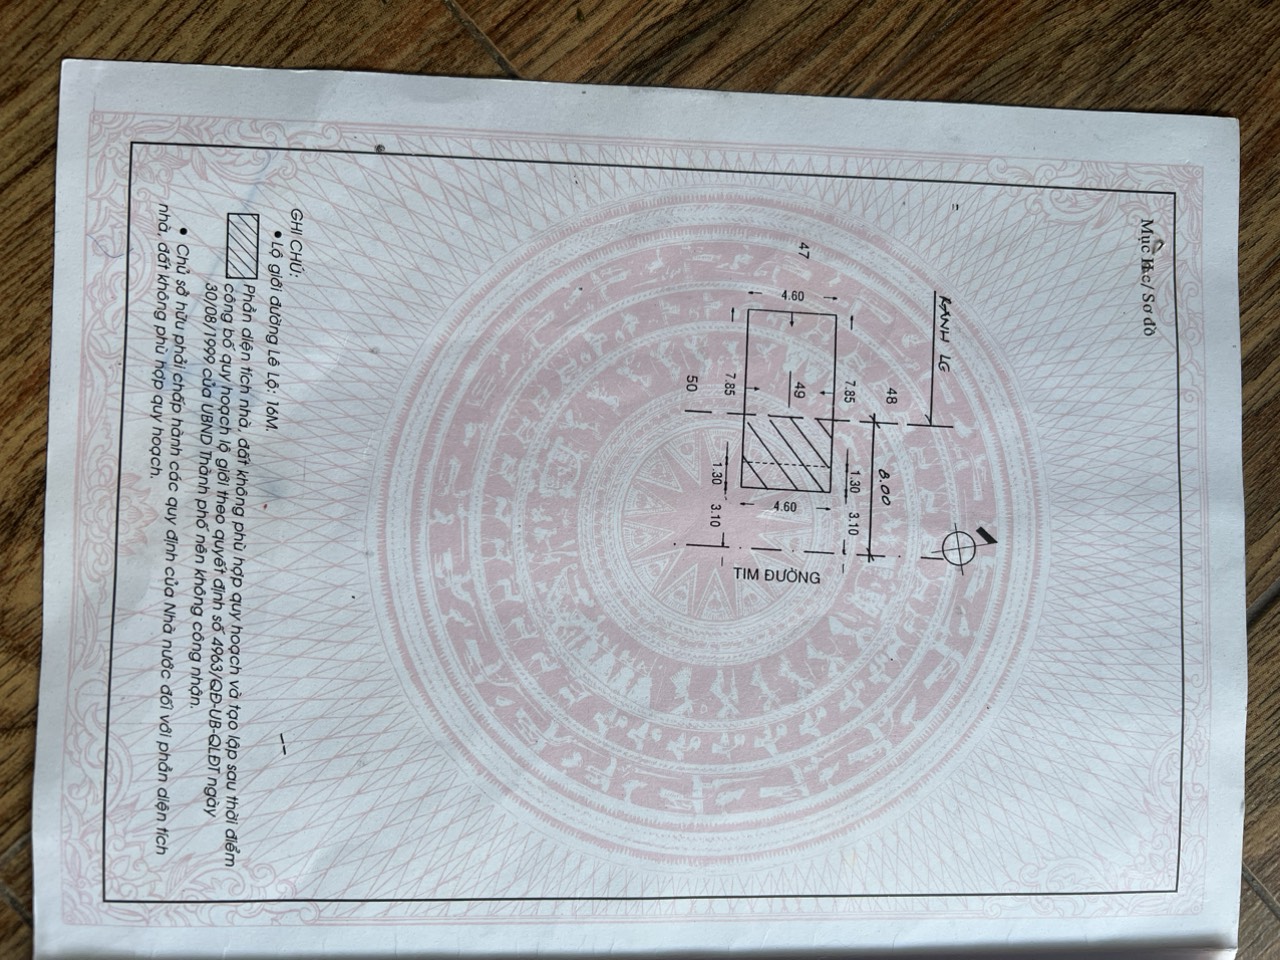 Mục IIc/ Sơ đồ
RANH LG
8.00
48
1.30
3.10
7.85
47
4.60
49
4.60
TIM ĐƯỜNG
7.85
1.30
3.10
50
GHI CHÚ:
• Lộ giới đường Lê Lộ: 16M.
Phần diện tích nhà, đất không phù hợp quy hoạch và tạo lập sau thời điểm
công bố quy hoạch lộ giới theo quyết định số 4963/QĐ-UB-QLĐT ngày
30/08/1999 của UBND Thành phố nên không công nhận.
• Chủ sở hữu phải chấp hành các quy định của Nhà nước đối với phần diện tích
nhà, đất không phù hợp quy hoạch.